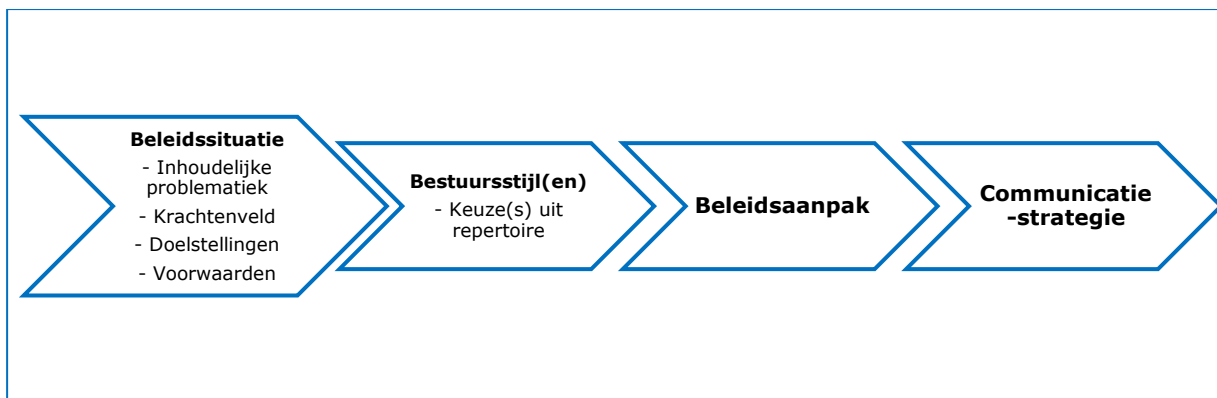 Beleidssituatie
- Inhoudelijke
problematiek
- Krachtenveld
- Doelstellingen
- Voorwaarden
Bestuursstijl(en)
- Keuze(s) uit
repertoire
Beleidsaanpak
Communicatie
-strategie